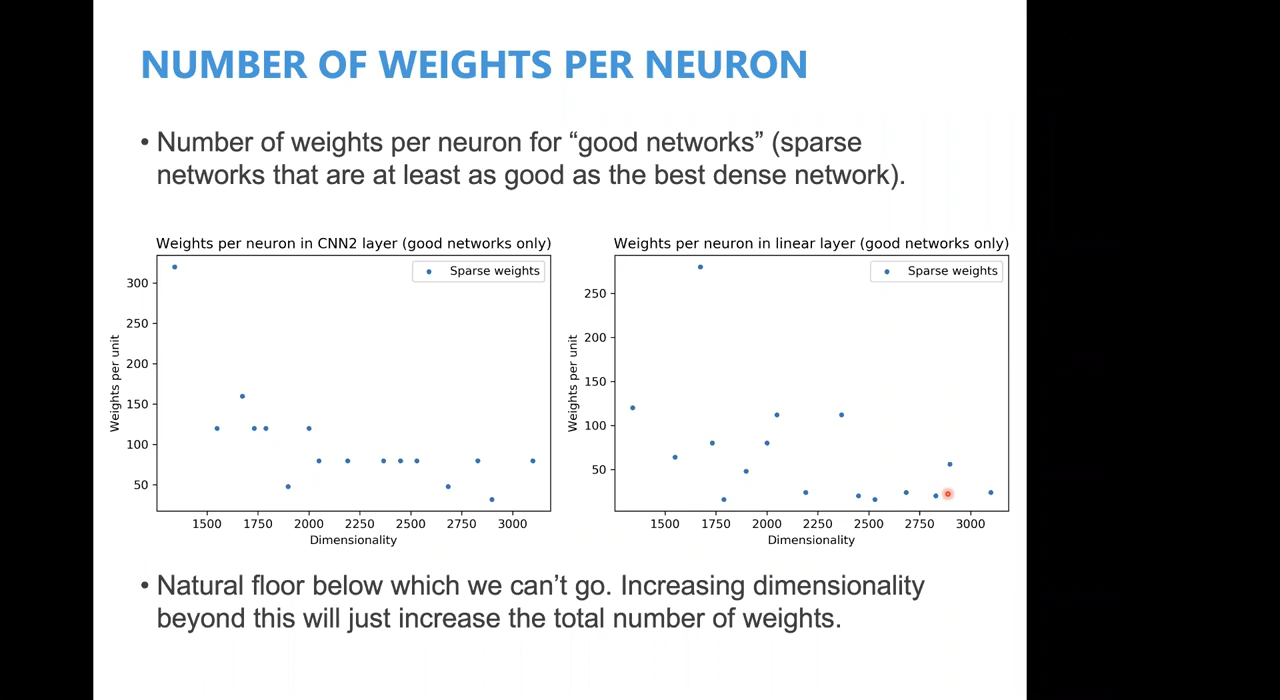 NUMBER OF WEIGHTS PER NEURON
• Number of weights per neuron for “good networks” (sparse
networks that are at least as good as the best dense network).
Weights per neuron in CNN2 layer (good networks only)
Sparse weights
300
250
200
150
100
50
Weights per unit
1500 1750 2000 2250 2500 2750 3000
Dimensionality
Weights per neuron in linear layer (good networks only)
Sparse weights
250
200
150
100
50
Weights per unit
1500 1750 2000 2250 2500 2750 3000
Dimensionality
• Natural floor below which we can’t go. Increasing dimensionality
beyond this will just increase the total number of weights.